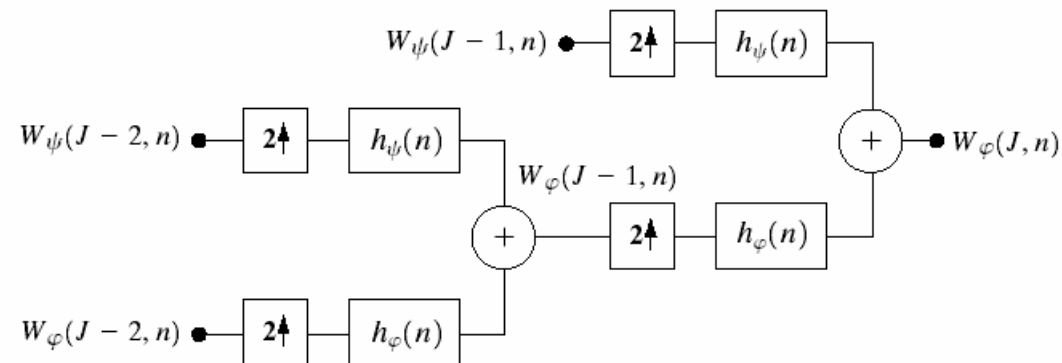 W_ψ(J − 1, n) 2↑ h_ψ(n)
W_ψ(J − 2, n) 2↑ h_ψ(n) + W_φ(J, n)
W_φ(J − 1, n)
+ 2↑ h_φ(n)
W_φ(J − 2, n) 2↑ h_φ(n)